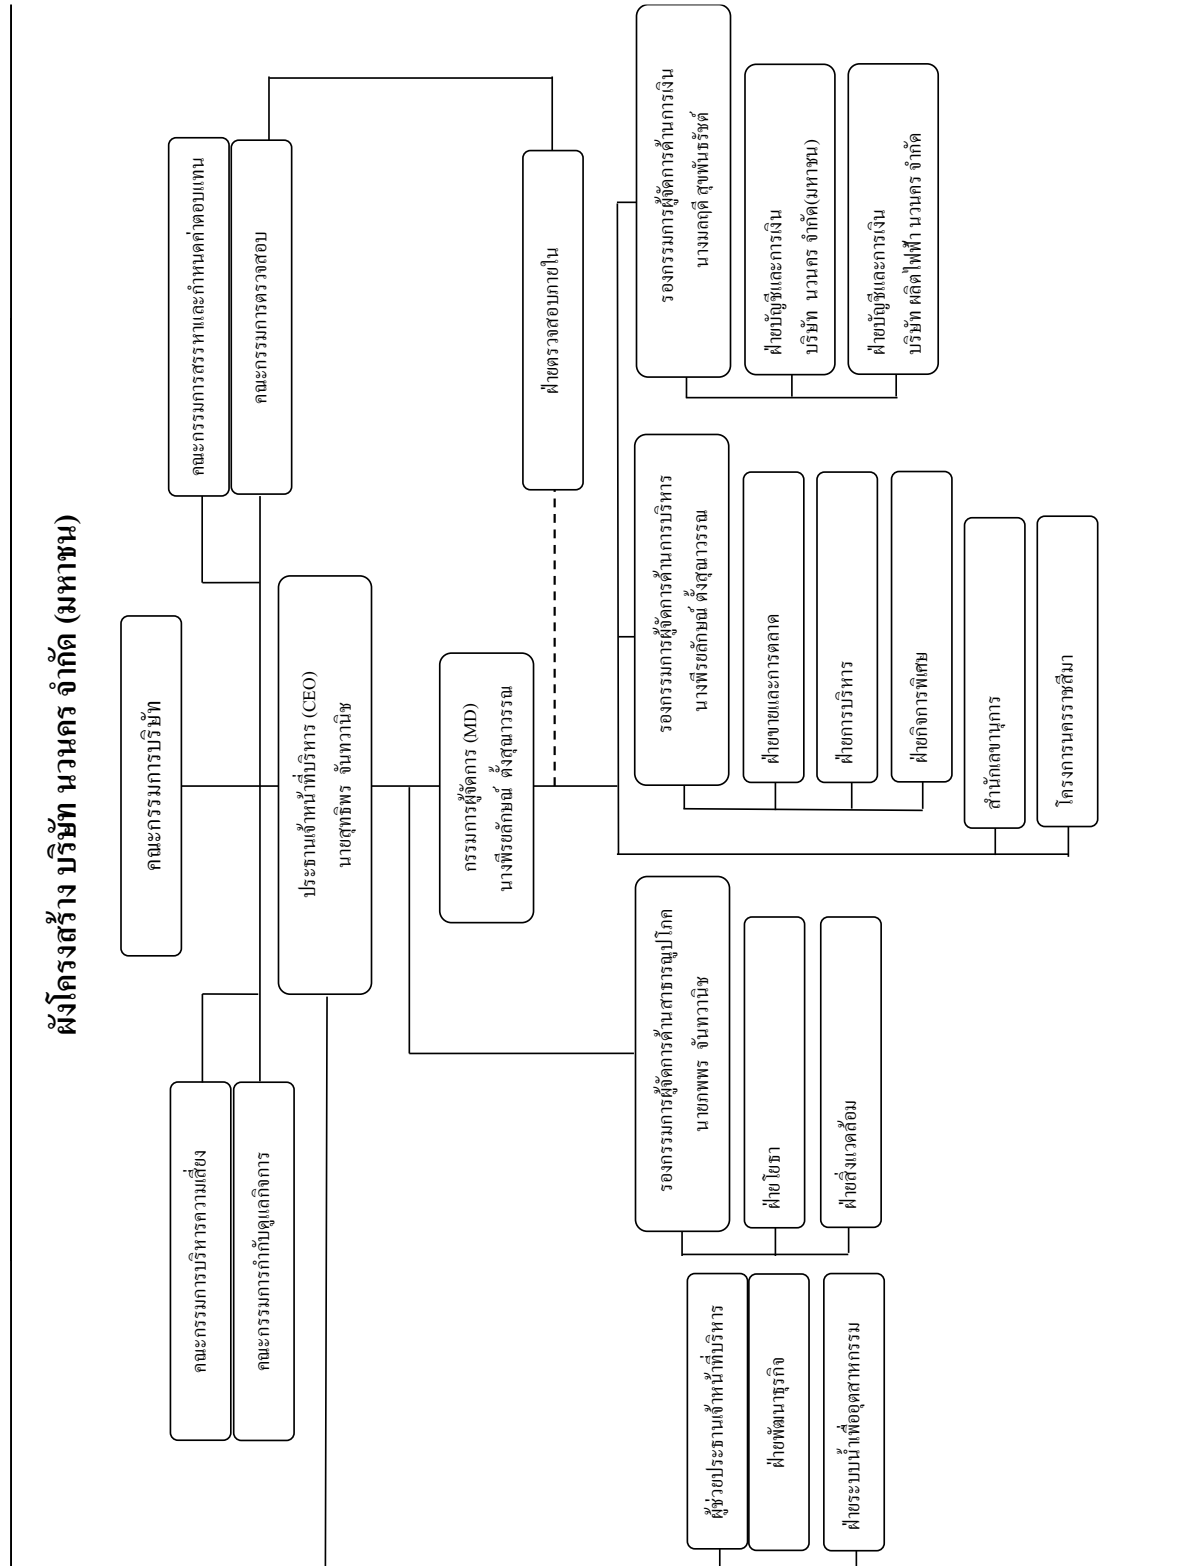 ผังโครงสร้าง บริษัท นวนคร จำกัด (มหาชน)
คณะกรรมการบริษัท
คณะกรรมการบริหารความเสี่ยง
คณะกรรมการสรรหาและกำหนดค่าตอบแทน
คณะกรรมการกำกับดูแลกิจการ
คณะกรรมการตรวจสอบ
ประธานเจ้าหน้าที่บริหาร (CEO)
นายสุทธิพร จันทวานิช
กรรมการผู้จัดการ (MD)
นางพีรยลักษณ์ ตั้งสุณาวรรณ
ฝ่ายตรวจสอบภายใน
ผู้ช่วยประธานเจ้าหน้าที่บริหาร
ฝ่ายพัฒนาธุรกิจ
ฝ่ายระบบน้ำเพื่ออุตสาหกรรม
รองกรรมการผู้จัดการด้านสาธารณูปโภค
นายภพพร จันทวานิช
ฝ่ายโยธา
ฝ่ายสิ่งแวดล้อม
รองกรรมการผู้จัดการด้านการบริหาร
นางพีรยลักษณ์ ตั้งสุณาวรรณ
ฝ่ายขายและการตลาด
ฝ่ายการบริหาร
ฝ่ายกิจการพิเศษ
สำนักเลขานุการ
โครงการนครราชสีมา
รองกรรมการผู้จัดการด้านการเงิน
นางมลฤดี สุขพันธรัชต์
ฝ่ายบัญชีและการเงิน
บริษัท นวนคร จำกัด(มหาชน)
ฝ่ายบัญชีและการเงิน
บริษัท ผลิตไฟฟ้า นวนคร จำกัด